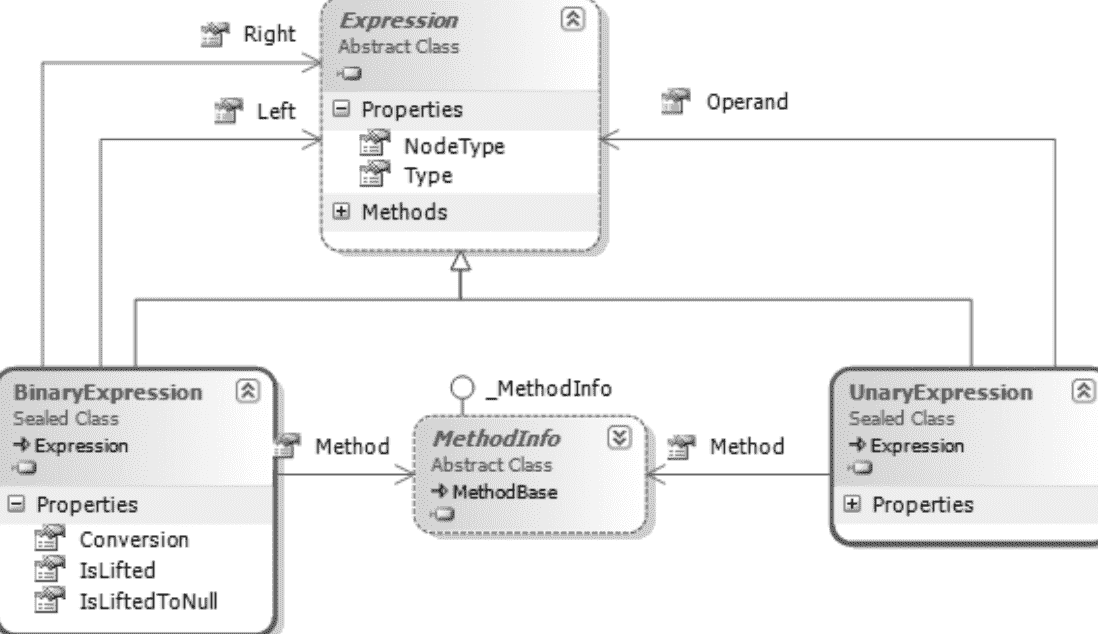 Right
Expression
Abstract Class
Left
Properties
NodeType
Type
Methods
Operand
BinaryExpression
Sealed Class
Expression
Properties
Conversion
IsLifted
IsLiftedToNull
Method
_MethodInfo
MethodInfo
Abstract Class
MethodBase
Method
UnaryExpression
Sealed Class
Expression
Properties